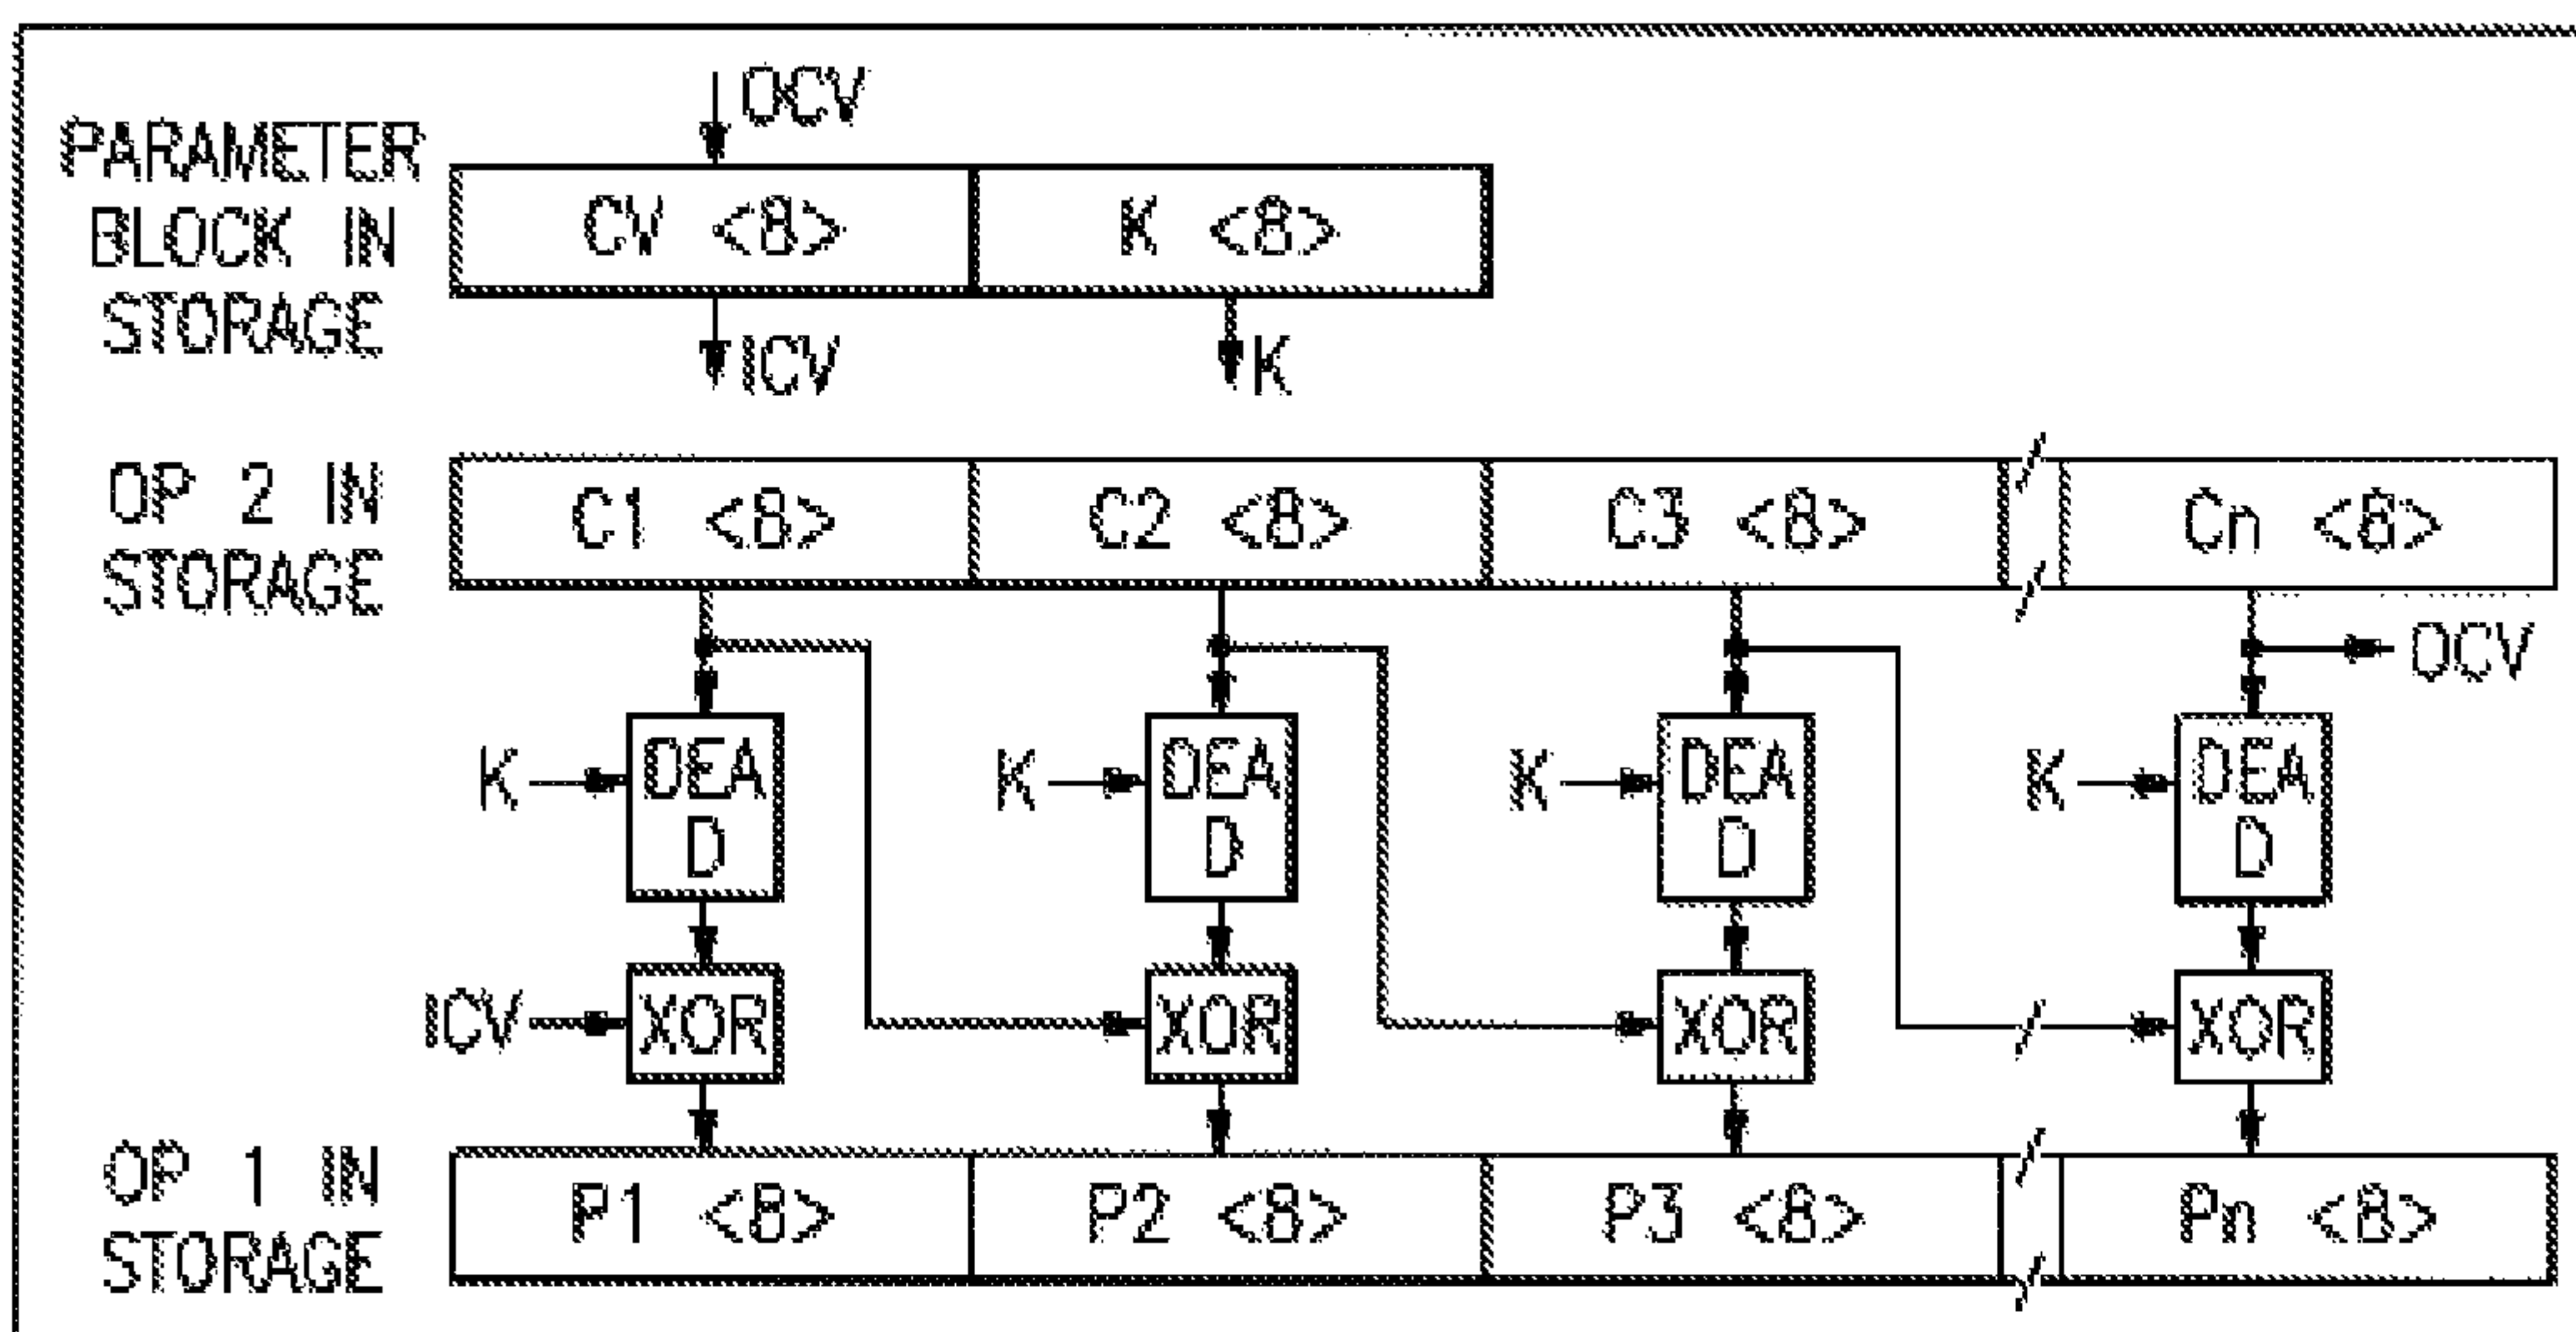 OCV
PARAMETER
BLOCK IN
STORAGE
CV <8>
K <8>
ICV
K
OP 2 IN
STORAGE
C1 <8>
C2 <8>
C3 <8>
Cn <8>
OCV
K
DEA
D
K
DEA
D
K
DEA
D
K
DEA
D
ICV
XOR
XOR
XOR
XOR
OP 1 IN
STORAGE
P1 <8>
P2 <8>
P3 <8>
Pn <8>